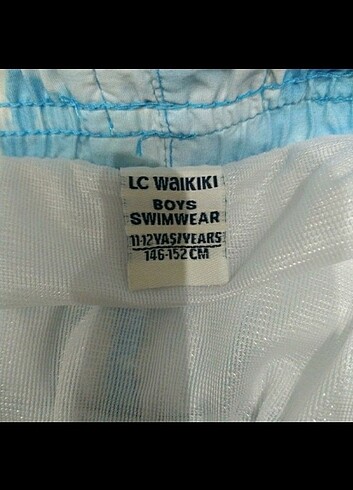 LC WAIKIKI
BOYS
SWIMWEAR
11-12 YAŞ/YEARS
146-152 CM